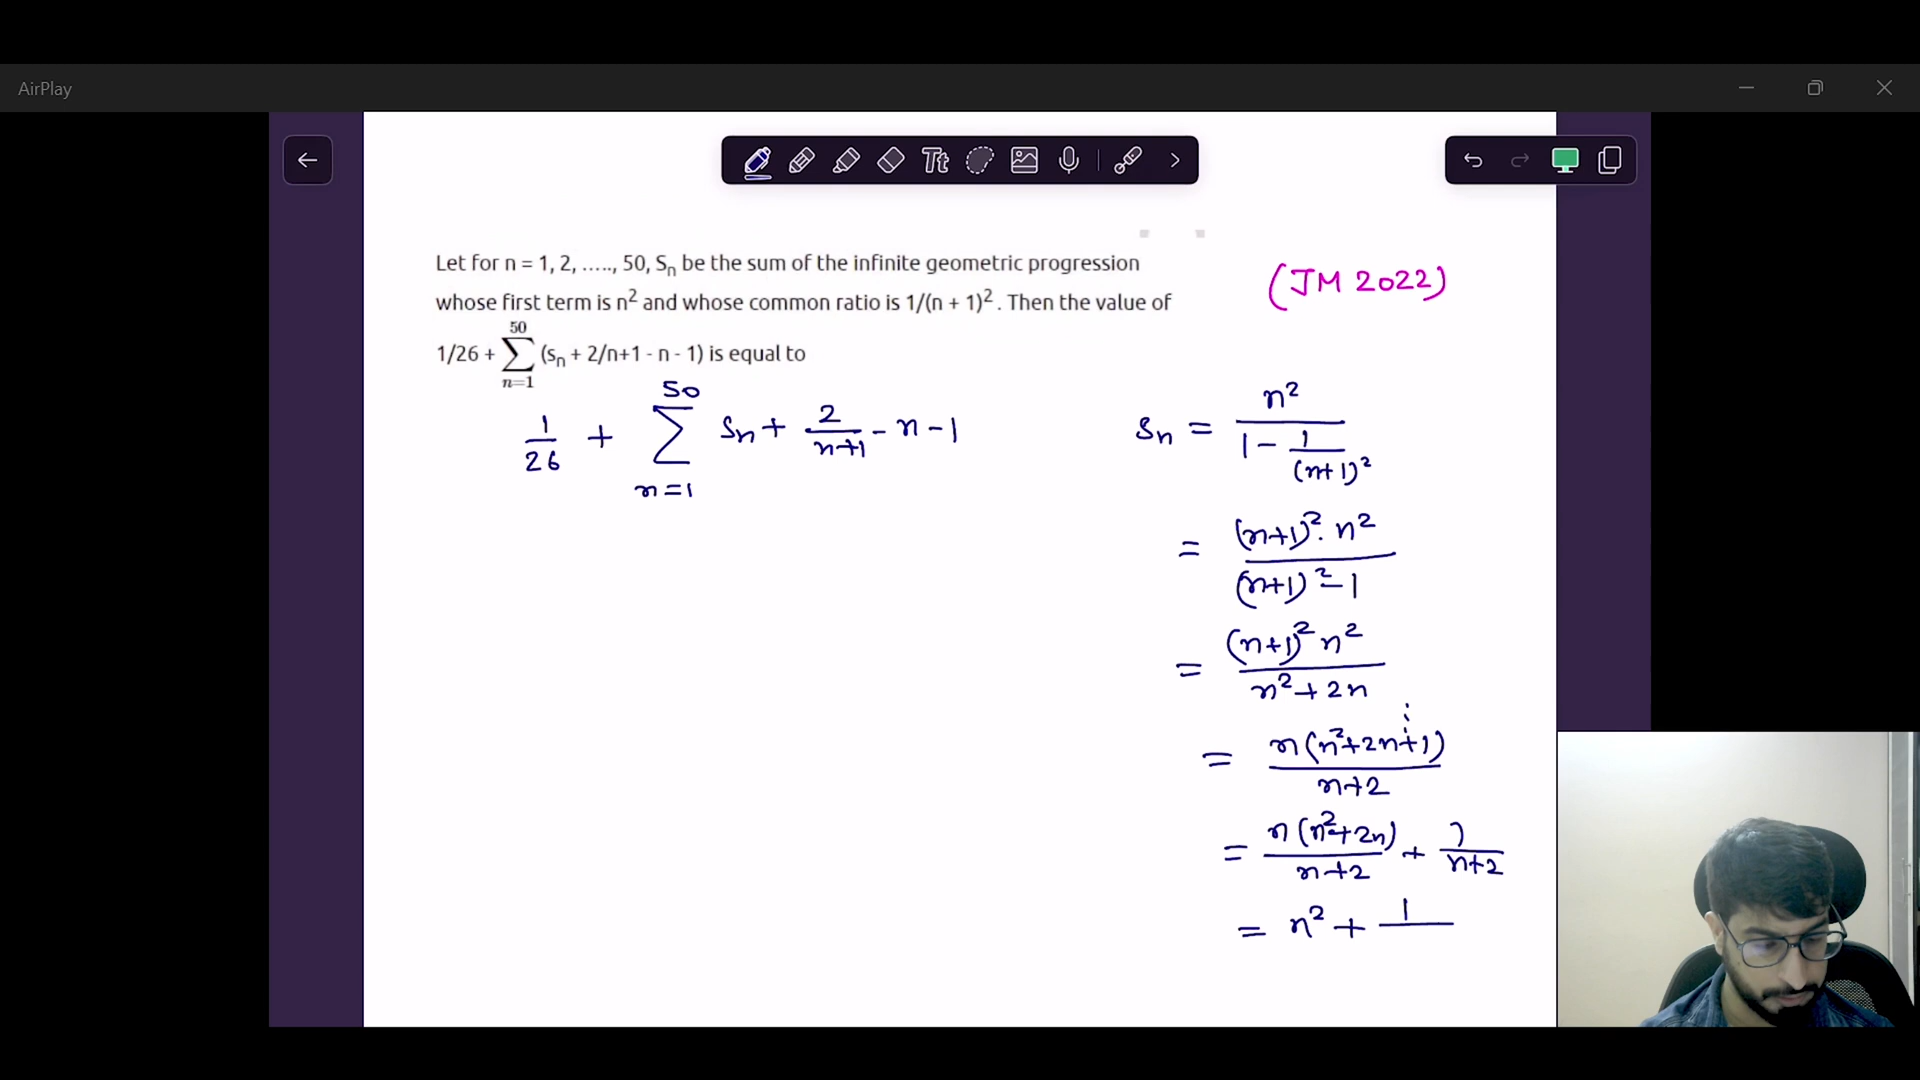 AirPlay
Tt
Let for n = 1, 2, ….., 50, Sₙ be the sum of the infinite geometric progression
whose first term is n² and whose common ratio is 1/(n + 1)² . Then the value of
1/26 + ∑_{n=1}^{50} (sₙ + 2/n+1 - n - 1) is equal to
(JM 2022)
1/26 + ∑_{n=1}^{50} Sₙ + 2/(n+1) - n - 1
Sₙ = n²/(1 - 1/(n+1)²)
= (n+1)² . n²/((n+1)² - 1)
= (n+1)² n²/(n² + 2n)
= n(n²+2n+1)/(n+2)
= n(n²+2n)/(n+2) + )/(n+2)
= n² + 1/